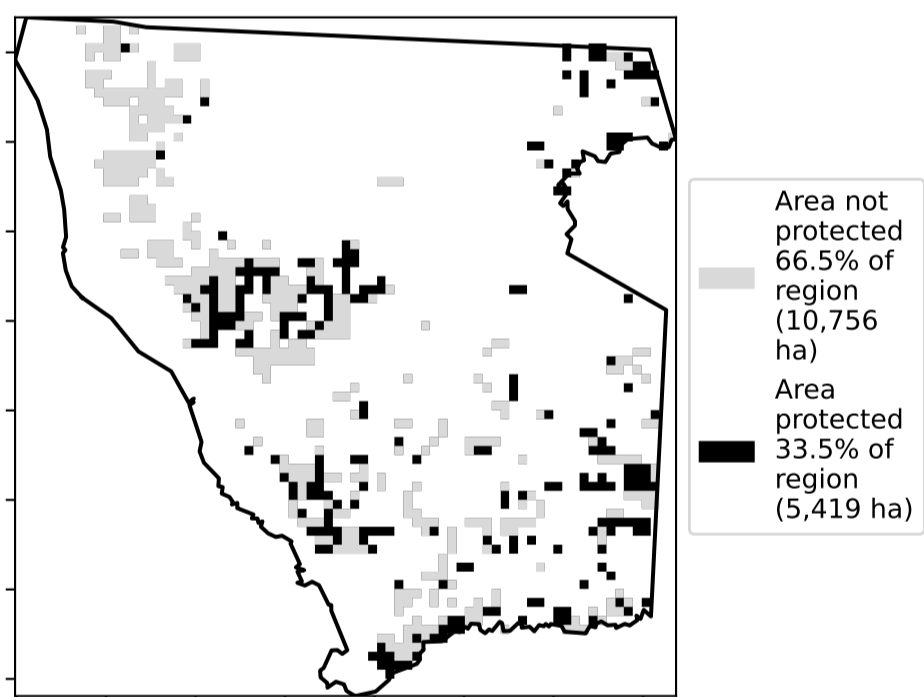 Area not
protected
66.5% of
region
(10,756
ha)
Area
protected
33.5% of
region
(5,419 ha)